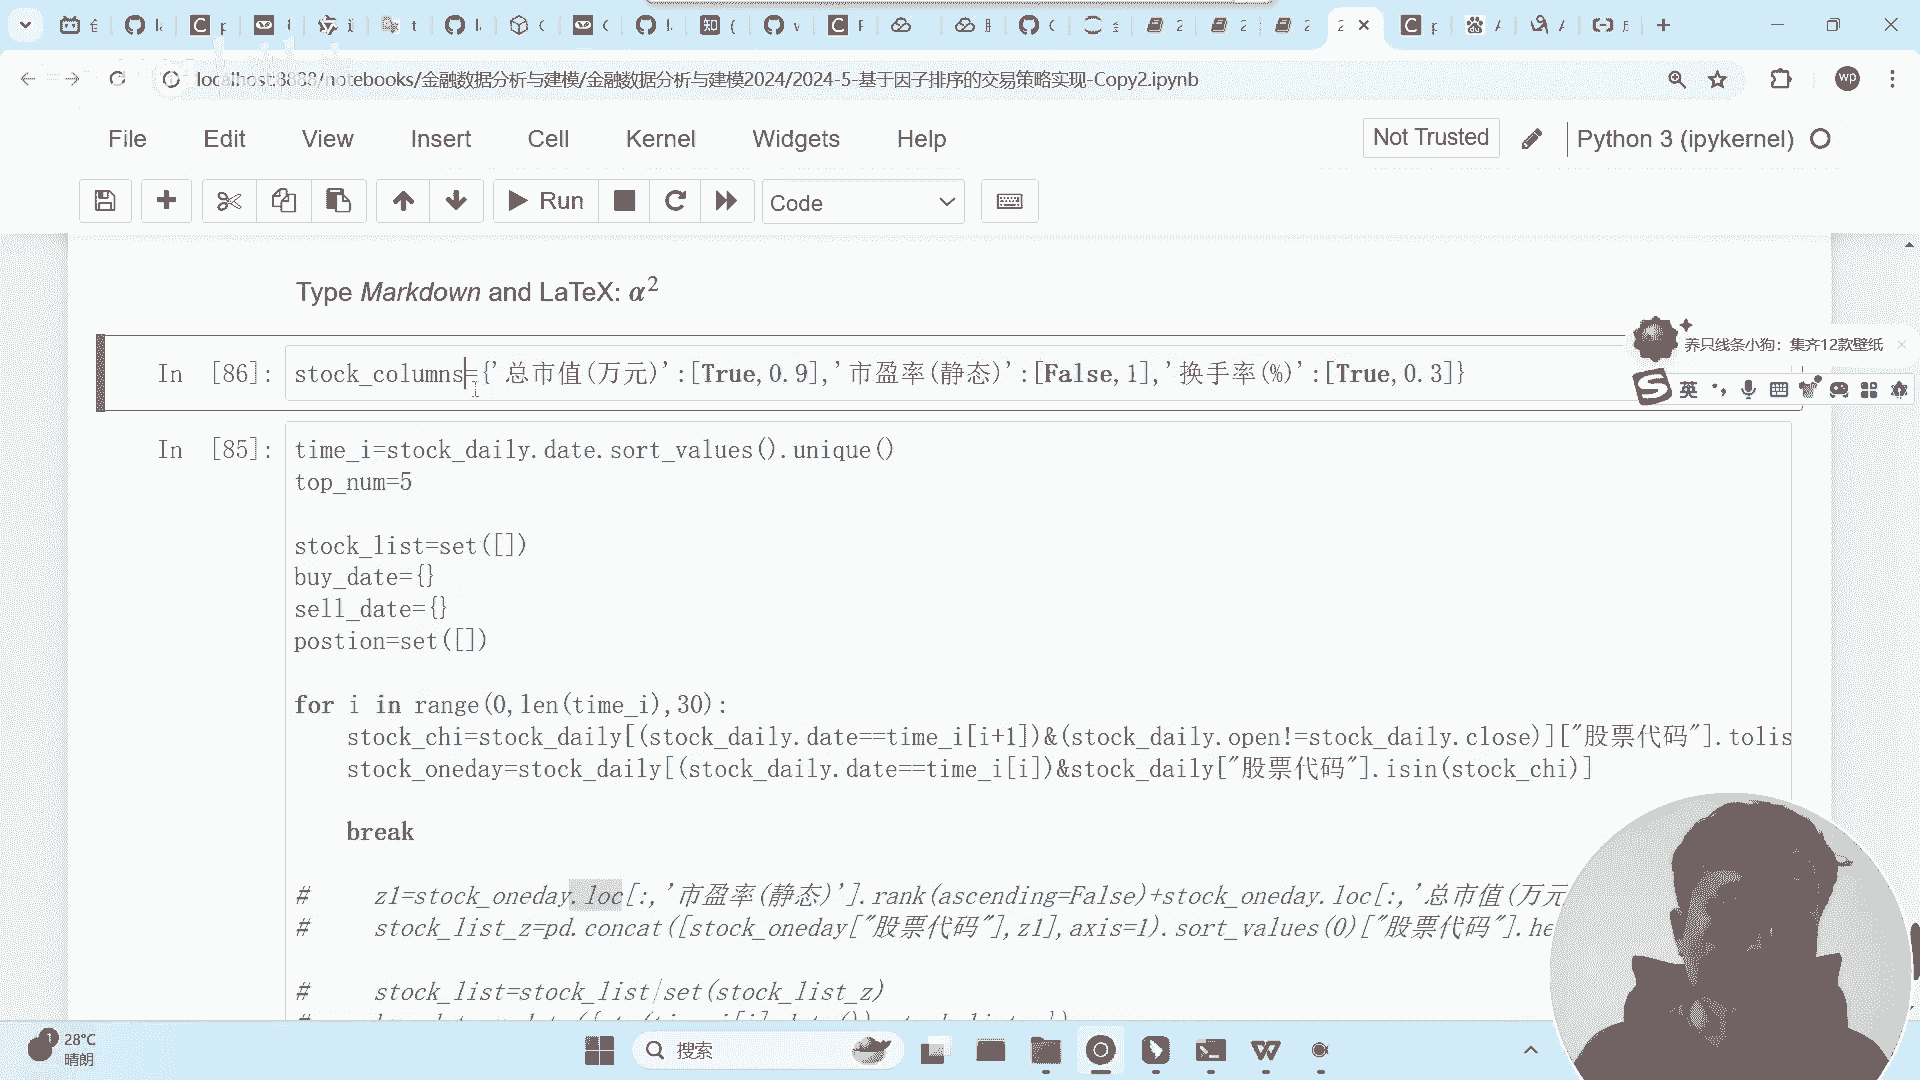 localhost:8888/notebooks/金融数据分析与建模/金融数据分析与建模2024/2024-5-基于因子排序的交易策略实现-Copy2.ipynb
wp
File Edit View Insert Cell Kernel Widgets Help
Not Trusted
Python 3 (ipykernel)
Run
Code
Type Markdown and LaTeX: α²
养只线条小狗：集齐12款壁纸
英
In [86]: stock_columns={'总市值(万元)':[True,0.9],'市盈率(静态)':[False,1],'换手率(%)':[True,0.3]}
In [85]: time_i=stock_daily.date.sort_values().unique()
top_num=5
stock_list=set([])
buy_date={}
sell_date={}
postion=set([])
for i in range(0,len(time_i),30):
stock_chi=stock_daily[(stock_daily.date==time_i[i+1])&(stock_daily.open!=stock_daily.close)]["股票代码"].tolis
stock_oneday=stock_daily[(stock_daily.date==time_i[i])&stock_daily["股票代码"].isin(stock_chi)]
break
# z1=stock_oneday.loc[:,'市盈率(静态)'].rank(ascending=False)+stock_oneday.loc[:,'总市值(万元
# stock_list_z=pd.concat([stock_oneday["股票代码"],z1],axis=1).sort_values(0)["股票代码"].he
# stock_list=stock_list|set(stock_list_z)
1
28°C
晴朗
搜索